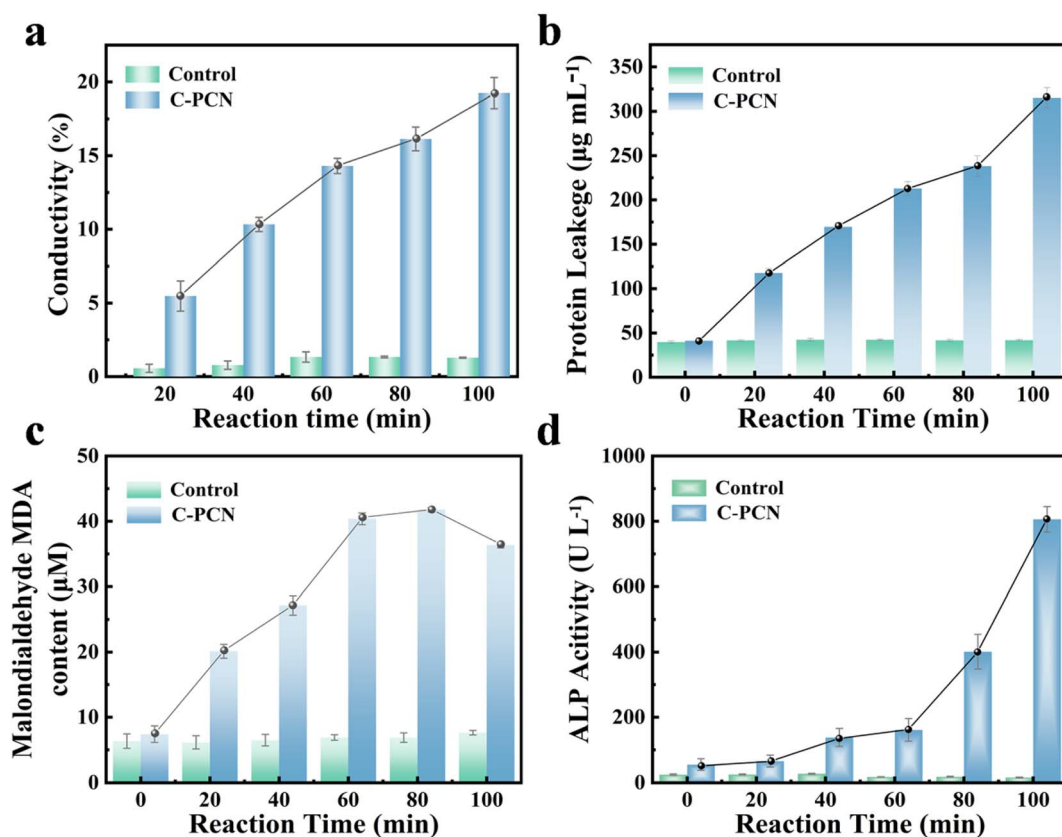 a
20
15
10
5
0
Conductivity (%)
Control
C-PCN
20 40 60 80 100
Reaction time (min)
b
350
300
250
200
150
100
50
0
Protein Leakege (μg mL⁻¹)
Control
C-PCN
0 20 40 60 80 100
Reaction Time (min)
c
50
40
30
20
10
0
Malondialdehyde MDA
content (μM)
Control
C-PCN
0 20 40 60 80 100
Reaction Time (min)
d
1000
800
600
400
200
0
ALP Acitivity (U L⁻¹)
Control
C-PCN
0 20 40 60 80 100
Reaction Time (min)